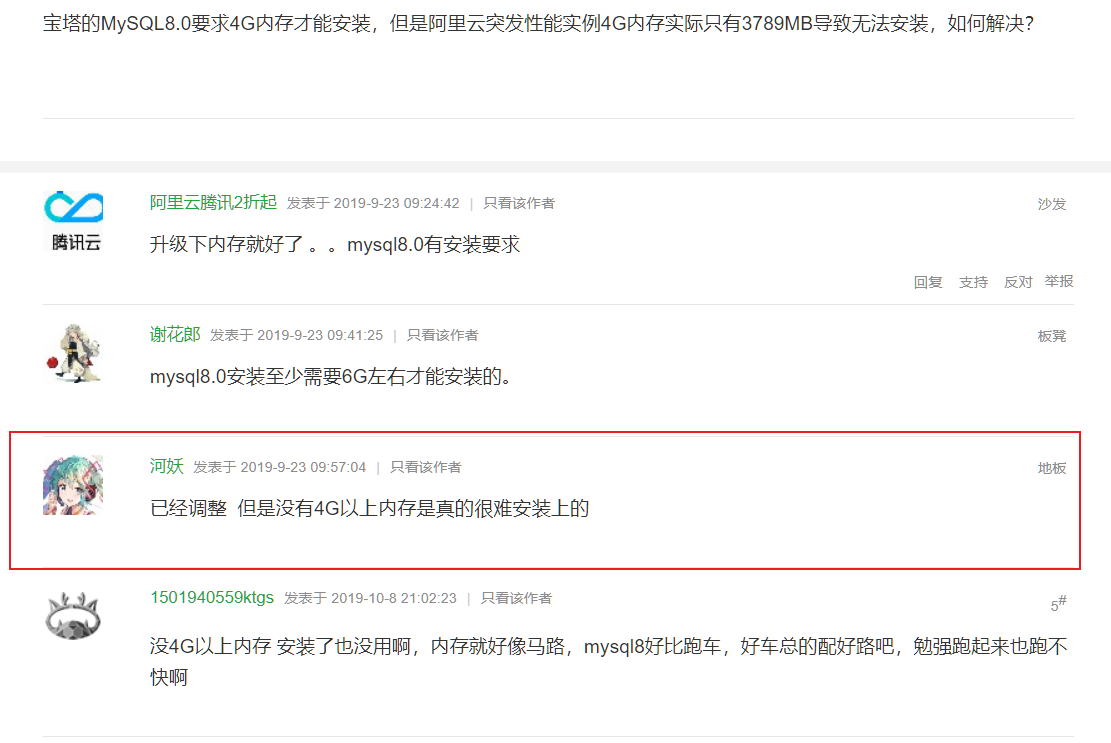 宝塔的MySQL8.0要求4G内存才能安装，但是阿里云突发性能实例4G内存实际只有3789MB导致无法安装，如何解决？
腾讯云
阿里云腾讯2折起 发表于 2019-9-23 09:24:42 | 只看该作者 沙发
升级下内存就好了 。。mysql8.0有安装要求
回复 支持 反对 举报
谢花郎 发表于 2019-9-23 09:41:25 | 只看该作者 板凳
mysql8.0安装至少需要6G左右才能安装的。
河妖 发表于 2019-9-23 09:57:04 | 只看该作者 地板
已经调整 但是没有4G以上内存是真的很难安装上的
1501940559ktgs 发表于 2019-10-8 21:02:23 | 只看该作者 5#
没4G以上内存 安装了也没用啊，内存就好像马路，mysql8好比跑车，好车总的配好路吧，勉强跑起来也跑不
快啊